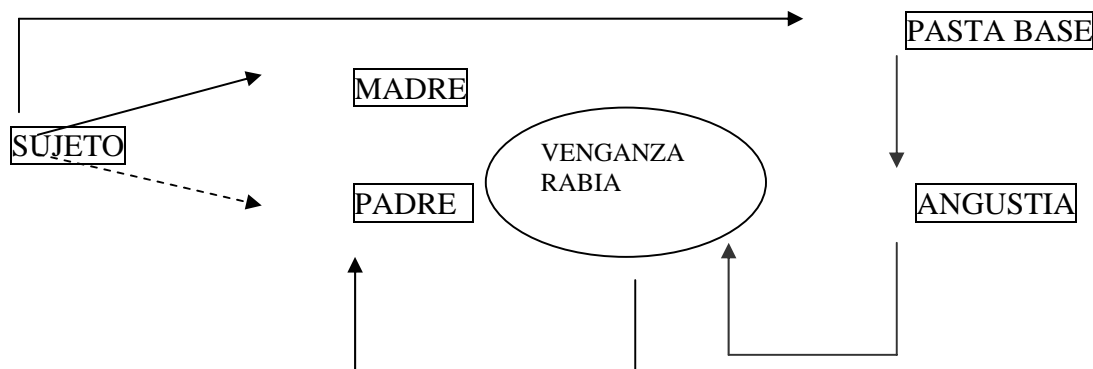 PASTA BASE
MADRE
SUJETO
VENGANZA
RABIA
PADRE
ANGUSTIA